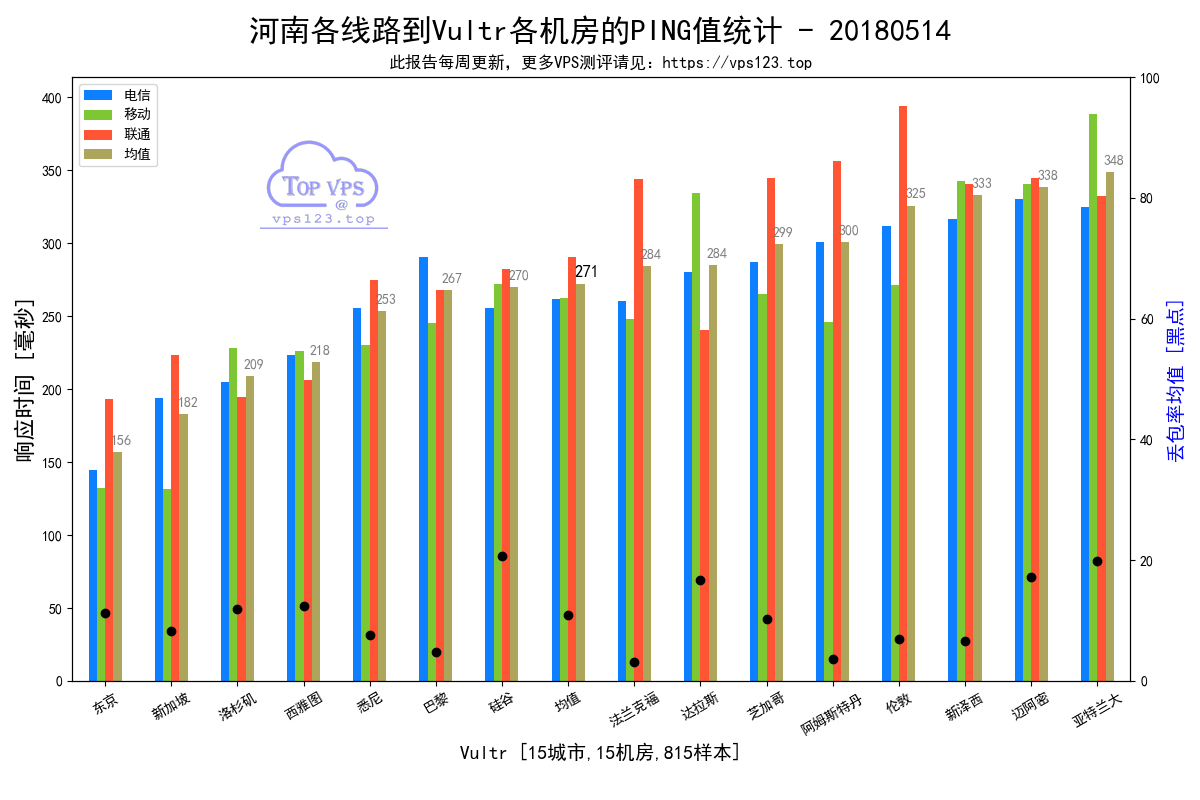 河南各线路到Vultr各机房的PING值统计 - 20180514
此报告每周更新，更多VPS测评请见：https://vps123.top
电信
移动
联通
均值
TOP VPS
@
vps123.top
响应时间 [毫秒]
400
350
300
250
200
150
100
50
0
156
182
209
218
253
267
270
271
284
284
299
300
325
333
338
348
100
80
60
40
20
0
丢包率均值 [黑点]
东京
新加坡
洛杉矶
西雅图
悉尼
巴黎
硅谷
均值
法兰克福
达拉斯
芝加哥
阿姆斯特丹
伦敦
新泽西
迈阿密
亚特兰大
Vultr [15城市,15机房,815样本]